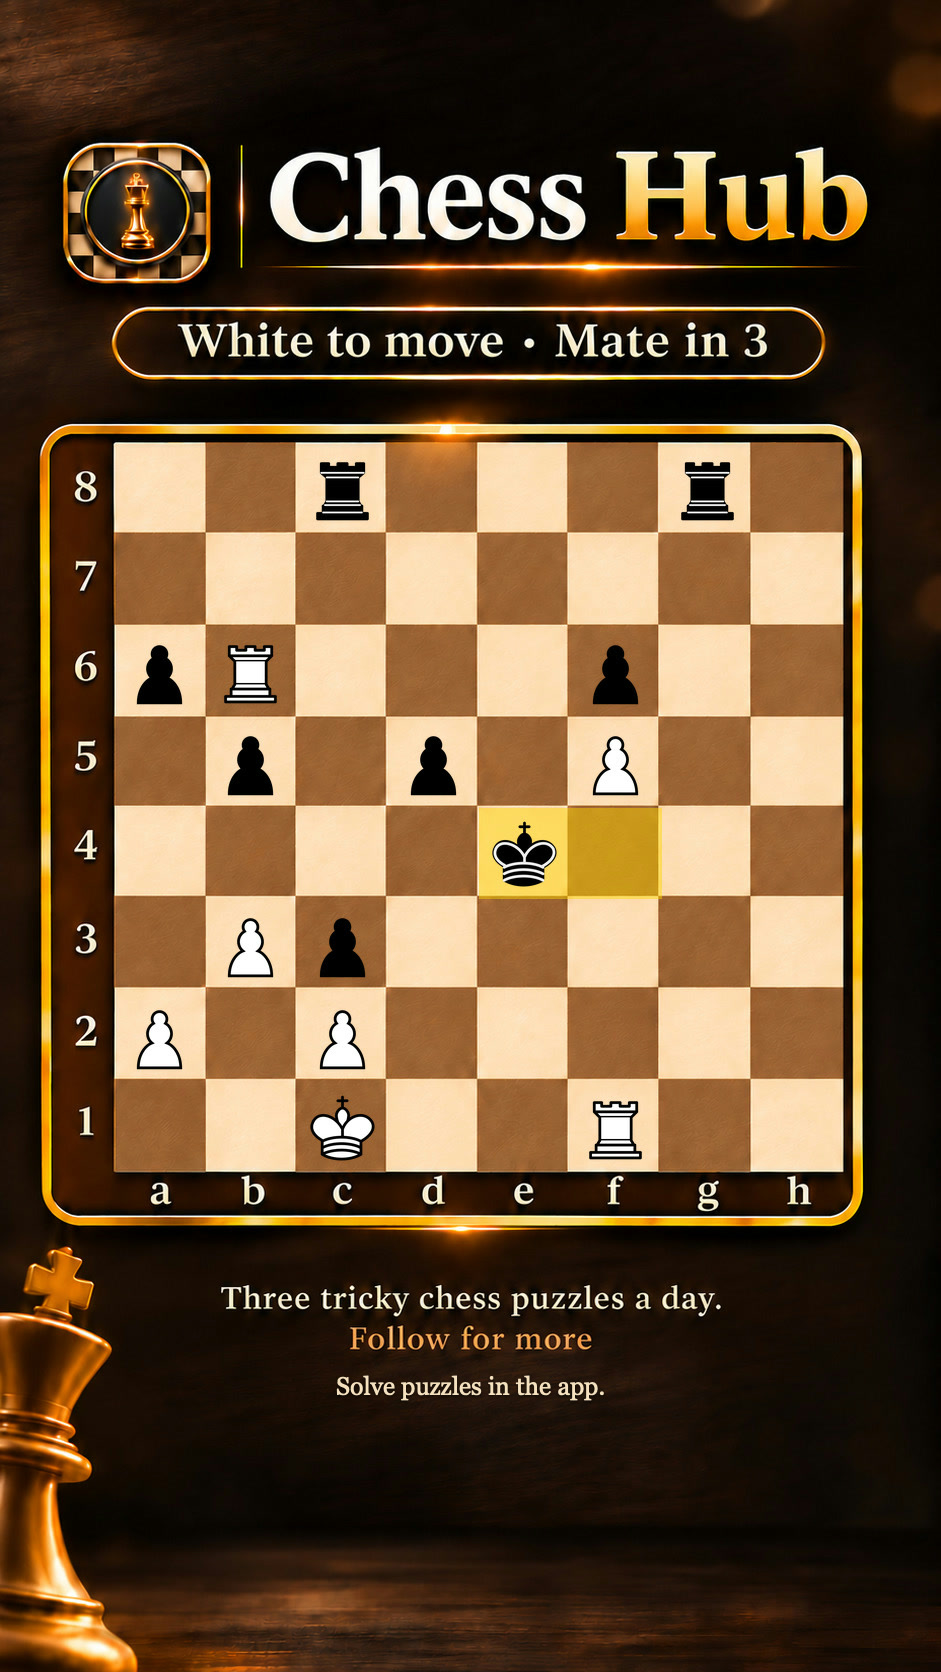 Chess Hub
White to move • Mate in 3
8
7
6
5
4
3
2
1
a b c d e f g h
Three tricky chess puzzles a day.
Follow for more
Solve puzzles in the app.